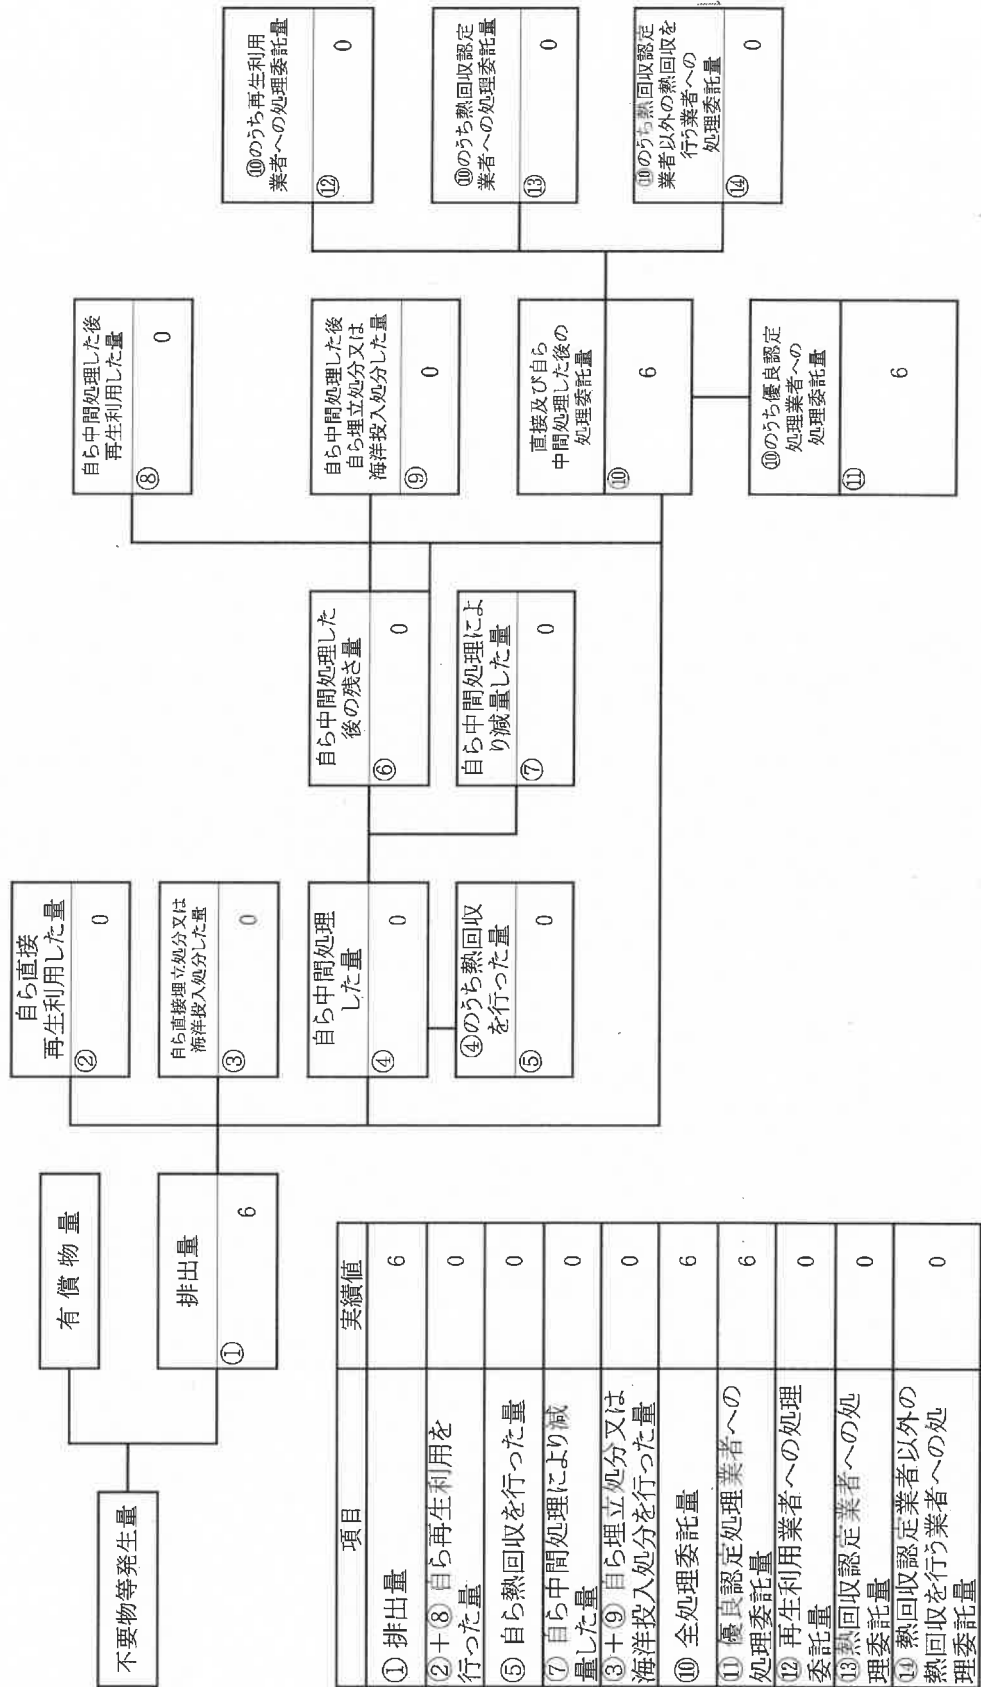 不要物等発生量
有償物量
排出量
① 6
自ら直接
再生利用した量
② 0
自ら直接埋立処分又は
海洋投入処分した量
③ 0
自ら中間処理
した量
④ 0
④のうち熱回収
を行った量
⑤ 0
自ら中間処理した
後の残さ量
⑥ 0
自ら中間処理によ
り減量した量
⑦ 0
自ら中間処理した後
再生利用した量
⑧ 0
自ら中間処理した後
自ら埋立処分又は
海洋投入処分した量
⑨ 0
直接及び自ら
中間処理した後の
処理委託量
⑩ 6
⑩のうち優良認定
処理業者への
処理委託量
⑪ 6
⑩のうち再生利用
業者への処理委託量
⑫ 0
⑩のうち熱回収認定
業者への処理委託量
⑬ 0
⑩のうち熱回収認定
業者以外の熱回収を
行う業者への
処理委託量
⑭ 0
項目 実績値
①排出量 6
②+⑧自ら再生利用を
行った量 0
⑤自ら熱回収を行った量 0
⑦自ら中間処理により減
量した量 0
③+⑨自ら埋立処分又は
海洋投入処分を行った量 0
⑩全処理委託量 6
⑪優良認定処理業者への
処理委託量 6
⑫再生利用業者への処理
委託量 0
⑬熱回収認定業者への処
理委託量 0
⑭熱回収認定業者以外の
熱回収を行う業者への処
理委託量 0